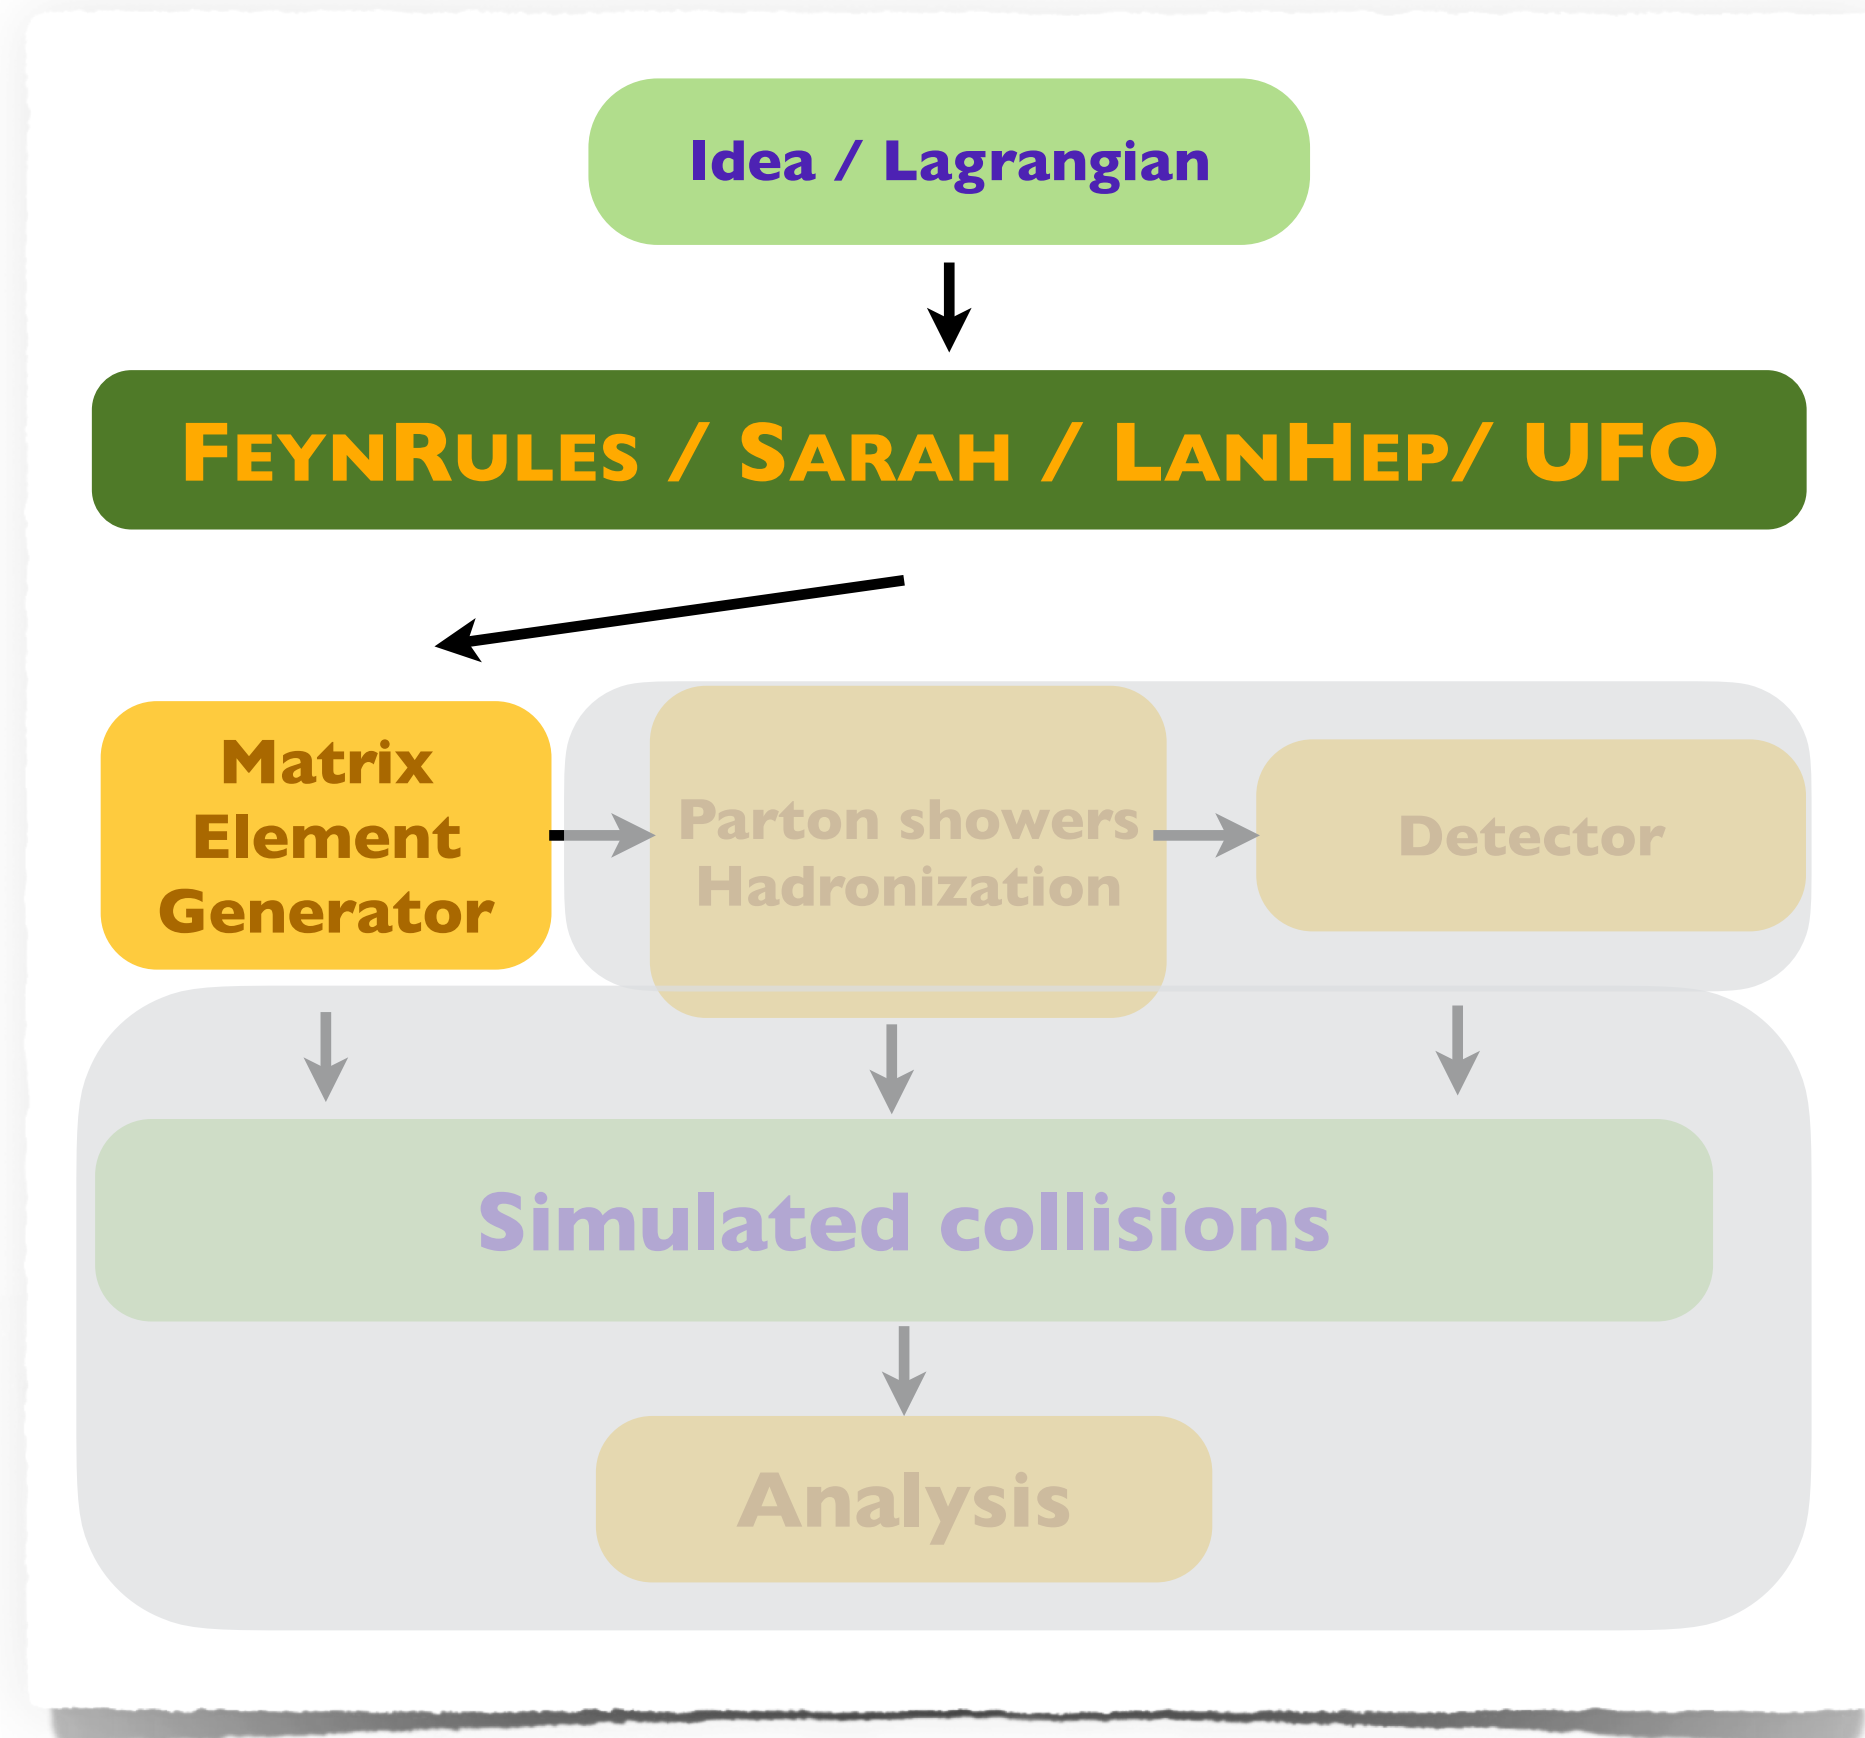 Idea / Lagrangian
FEYNRULES / SARAH / LANHEP/ UFO
Matrix
Element
Generator
Parton showers
Hadronization
Detector
Simulated collisions
Analysis